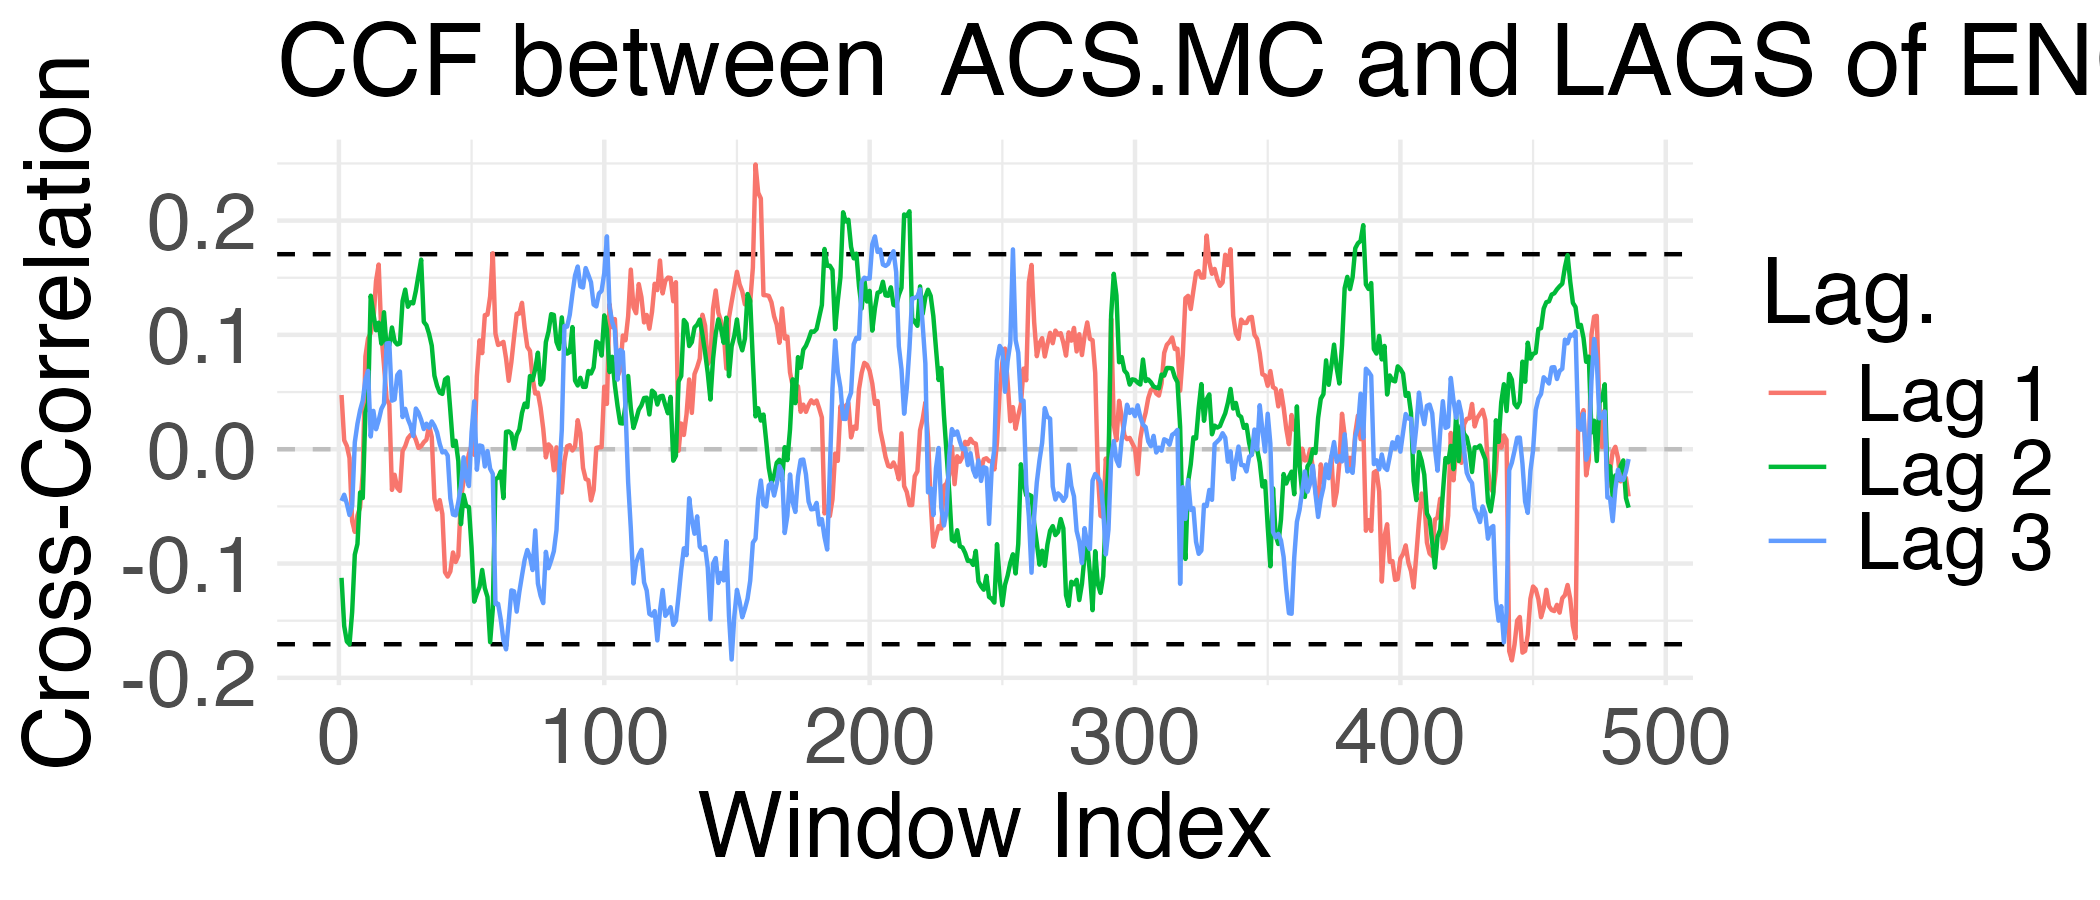 CCF between  ACS.MC and LAGS of EN
Cross-Correlation
0.2
0.1
0.0
-0.1
-0.2
0 100 200 300 400 500
Window Index
Lag.
Lag 1
Lag 2
Lag 3